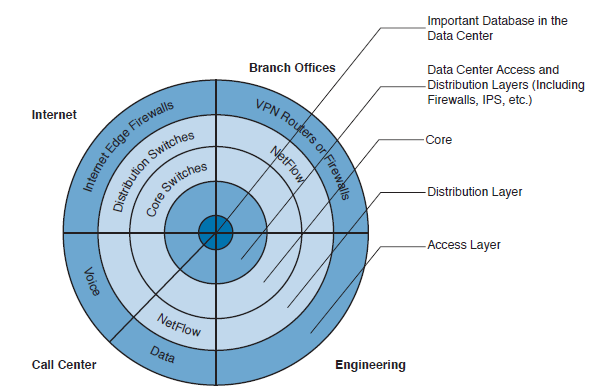 Important Database in the
Data Center
Branch Offices
Data Center Access and
Distribution Layers (Including
Firewalls, IPS, etc.)
Internet
Internet Edge Firewalls
VPN Routers or Firewalls
Distribution Switches
NetFlow
Core Switches
Core
Distribution Layer
Access Layer
Voice
NetFlow
Data
Call Center
Engineering